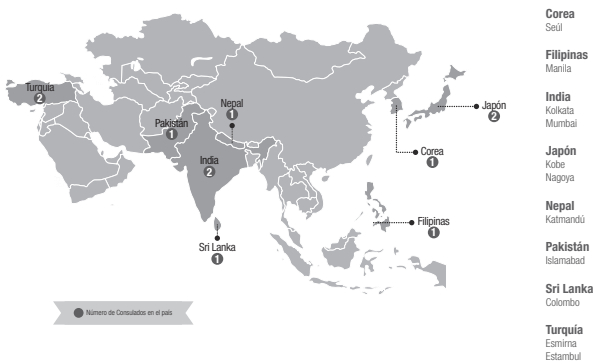 Turquía
2
Pakistán
1
Nepal
1
India
2
Sri Lanka
1
Japón
2
Corea
1
Filipinas
1
Número de Consulados en el país
Corea
Seúl
Filipinas
Manila
India
Kolkata
Mumbai
Japón
Kobe
Nagoya
Nepal
Katmandú
Pakistán
Islamabad
Sri Lanka
Colombo
Turquía
Esmirna
Estambul